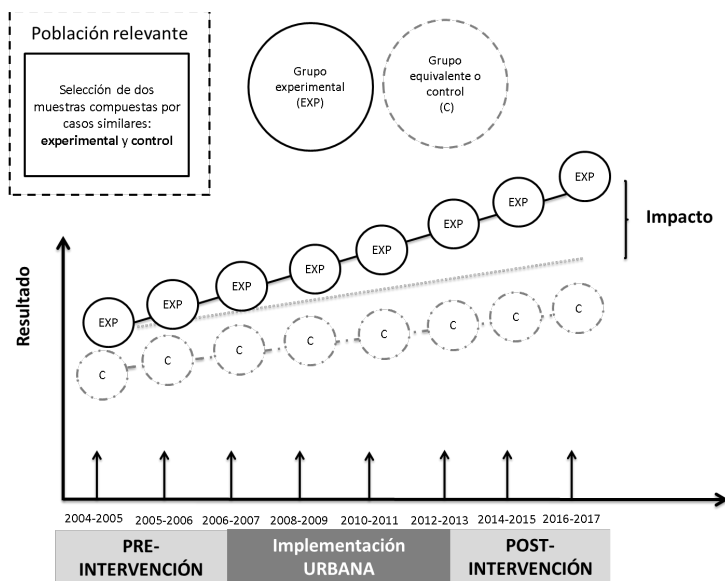 Población relevante
Selección de dos
muestras compuestas por
casos similares:
experimental y control
Grupo
experimental
(EXP)
Grupo
equivalente o
control
(C)
EXP
EXP
EXP
EXP
EXP
EXP
EXP
EXP
Impacto
Resultado
C
C
C
C
C
C
C
C
2004-2005
2005-2006
2006-2007
2008-2009
2010-2011
2012-2013
2014-2015
2016-2017
PRE-
INTERVENCIÓN
Implementación
URBANA
POST-
INTERVENCIÓN